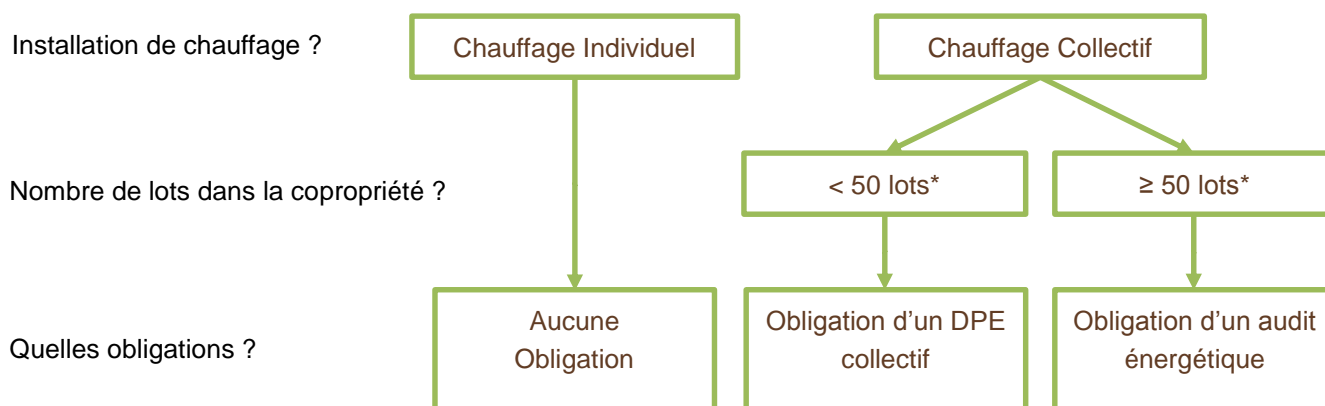 Installation de chauffage ?
Chauffage Individuel
Chauffage Collectif
Nombre de lots dans la copropriété ?
< 50 lots*
≥ 50 lots*
Quelles obligations ?
Aucune
Obligation
Obligation d’un DPE
collectif
Obligation d’un audit
énergétique